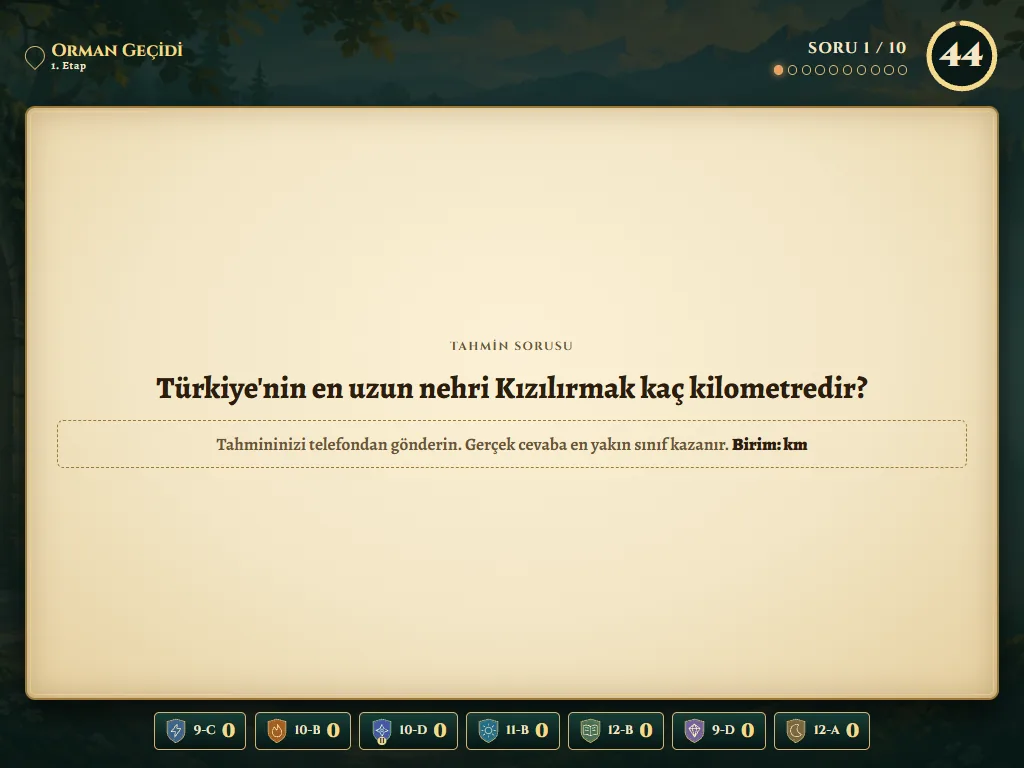 ORMAN GEÇİDİ
1. Etap
SORU 1 / 10
44
TAHMİN SORUSU
Türkiye'nin en uzun nehri Kızılırmak kaç kilometredir?
Tahmininizi telefondan gönderin. Gerçek cevaba en yakın sınıf kazanır. Birim: km
9-C 0
10-B 0
10-D 0
11-B 0
12-B 0
9-D 0
12-A 0